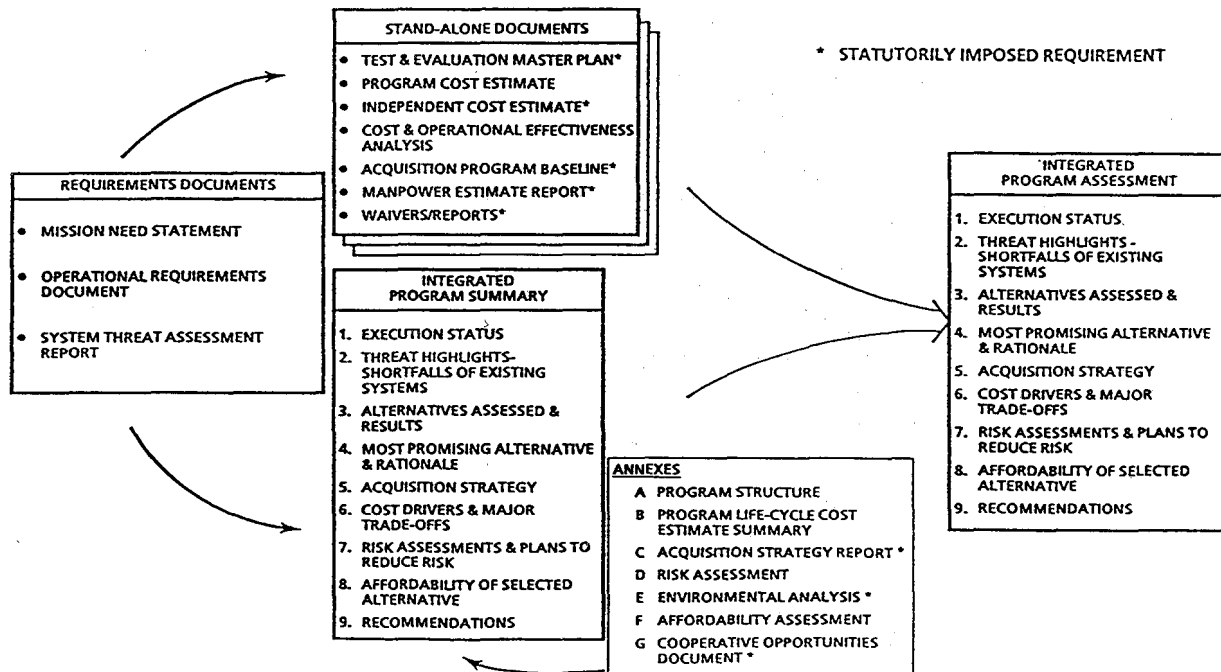 STAND-ALONE DOCUMENTS
• TEST & EVALUATION MASTER PLAN*
• PROGRAM COST ESTIMATE
• INDEPENDENT COST ESTIMATE*
• COST & OPERATIONAL EFFECTIVENESS
ANALYSIS
• ACQUISITION PROGRAM BASELINE*
• MANPOWER ESTIMATE REPORT*
• WAIVERS/REPORTS*
* STATUTORILY IMPOSED REQUIREMENT
REQUIREMENTS DOCUMENTS
• MISSION NEED STATEMENT
• OPERATIONAL REQUIREMENTS
DOCUMENT
• SYSTEM THREAT ASSESSMENT
REPORT
INTEGRATED
PROGRAM SUMMARY
1. EXECUTION STATUS
2. THREAT HIGHLIGHTS-
SHORTFALLS OF EXISTING
SYSTEMS
3. ALTERNATIVES ASSESSED &
RESULTS
4. MOST PROMISING ALTERNATIVE
& RATIONALE
5. ACQUISITION STRATEGY
6. COST DRIVERS & MAJOR
TRADE-OFFS
7. RISK ASSESSMENTS & PLANS TO
REDUCE RISK
8. AFFORDABILITY OF SELECTED
ALTERNATIVE
9. RECOMMENDATIONS
ANNEXES
A PROGRAM STRUCTURE
B PROGRAM LIFE-CYCLE COST
ESTIMATE SUMMARY
C ACQUISITION STRATEGY REPORT *
D RISK ASSESSMENT
E ENVIRONMENTAL ANALYSIS *
F AFFORDABILITY ASSESSMENT
G COOPERATIVE OPPORTUNITIES
DOCUMENT *
INTEGRATED
PROGRAM ASSESSMENT
1. EXECUTION STATUS
2. THREAT HIGHLIGHTS -
SHORTFALLS OF EXISTING
SYSTEMS
3. ALTERNATIVES ASSESSED &
RESULTS
4. MOST PROMISING ALTERNATIVE
& RATIONALE
5. ACQUISITION STRATEGY
6. COST DRIVERS & MAJOR
TRADE-OFFS
7. RISK ASSESSMENTS & PLANS TO
REDUCE RISK
8. AFFORDABILITY OF SELECTED
ALTERNATIVE
9. RECOMMENDATIONS